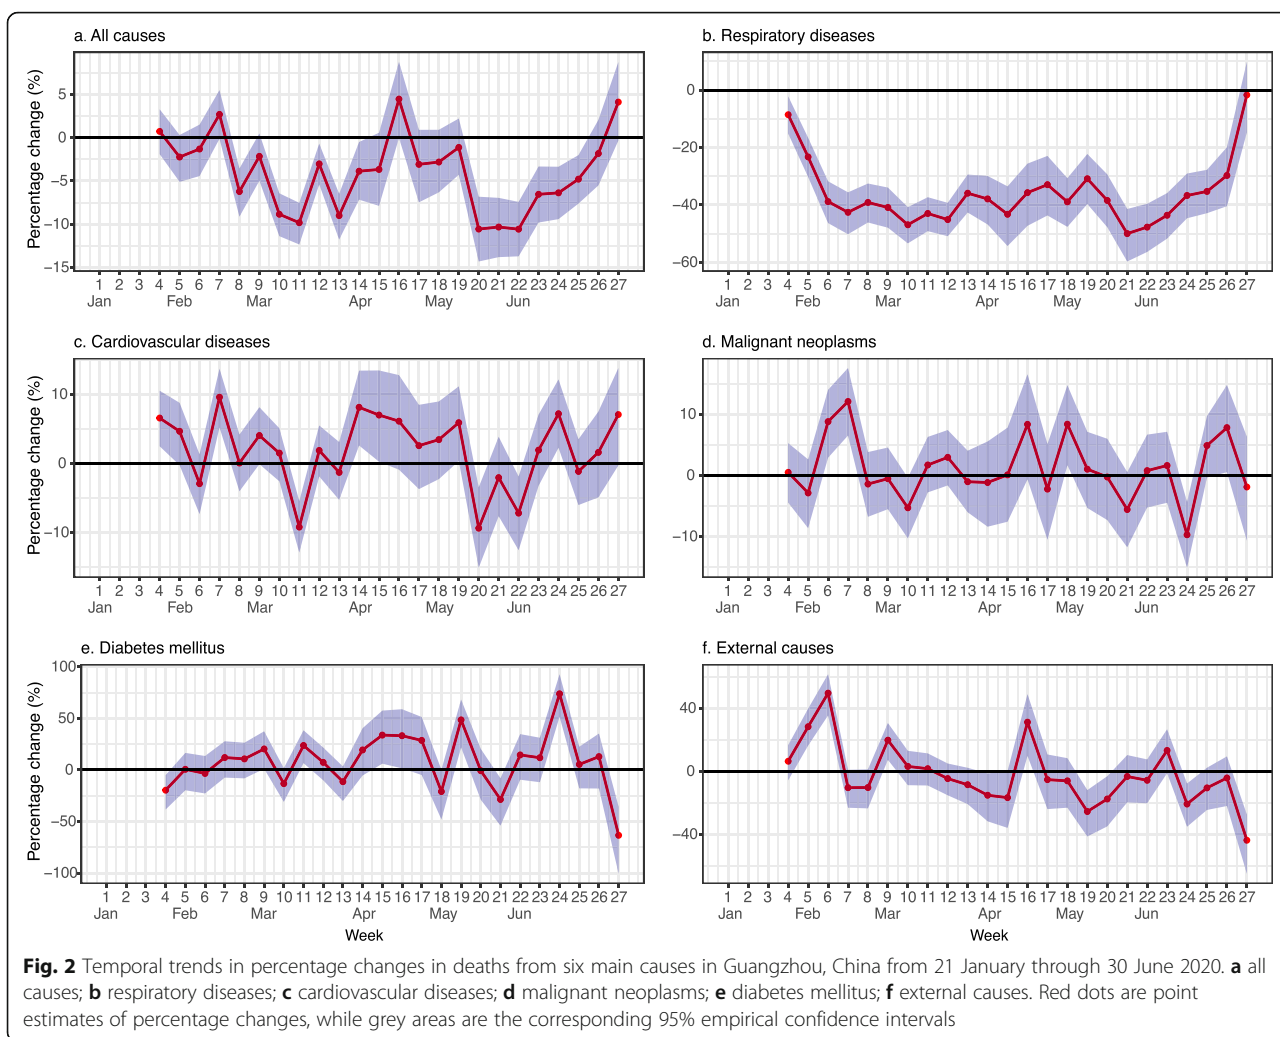 a. All causes
Percentage change (%)
5
0
−5
−10
−15
1 2 3 4 5 6 7 8 9 10 11 12 13 14 15 16 17 18 19 20 21 22 23 24 25 26 27
Jan Feb Mar Apr May Jun
b. Respiratory diseases
0
−20
−40
−60
1 2 3 4 5 6 7 8 9 10 11 12 13 14 15 16 17 18 19 20 21 22 23 24 25 26 27
Jan Feb Mar Apr May Jun
c. Cardiovascular diseases
Percentage change (%)
10
0
−10
1 2 3 4 5 6 7 8 9 10 11 12 13 14 15 16 17 18 19 20 21 22 23 24 25 26 27
Jan Feb Mar Apr May Jun
d. Malignant neoplasms
10
0
−10
1 2 3 4 5 6 7 8 9 10 11 12 13 14 15 16 17 18 19 20 21 22 23 24 25 26 27
Jan Feb Mar Apr May Jun
e. Diabetes mellitus
Percentage change (%)
100
50
0
−50
−100
1 2 3 4 5 6 7 8 9 10 11 12 13 14 15 16 17 18 19 20 21 22 23 24 25 26 27
Jan Feb Mar Apr May Jun
Week
f. External causes
40
0
−40
1 2 3 4 5 6 7 8 9 10 11 12 13 14 15 16 17 18 19 20 21 22 23 24 25 26 27
Jan Feb Mar Apr May Jun
Week
Fig. 2 Temporal trends in percentage changes in deaths from six main causes in Guangzhou, China from 21 January through 30 June 2020. a all
causes; b respiratory diseases; c cardiovascular diseases; d malignant neoplasms; e diabetes mellitus; f external causes. Red dots are point
estimates of percentage changes, while grey areas are the corresponding 95% empirical confidence intervals